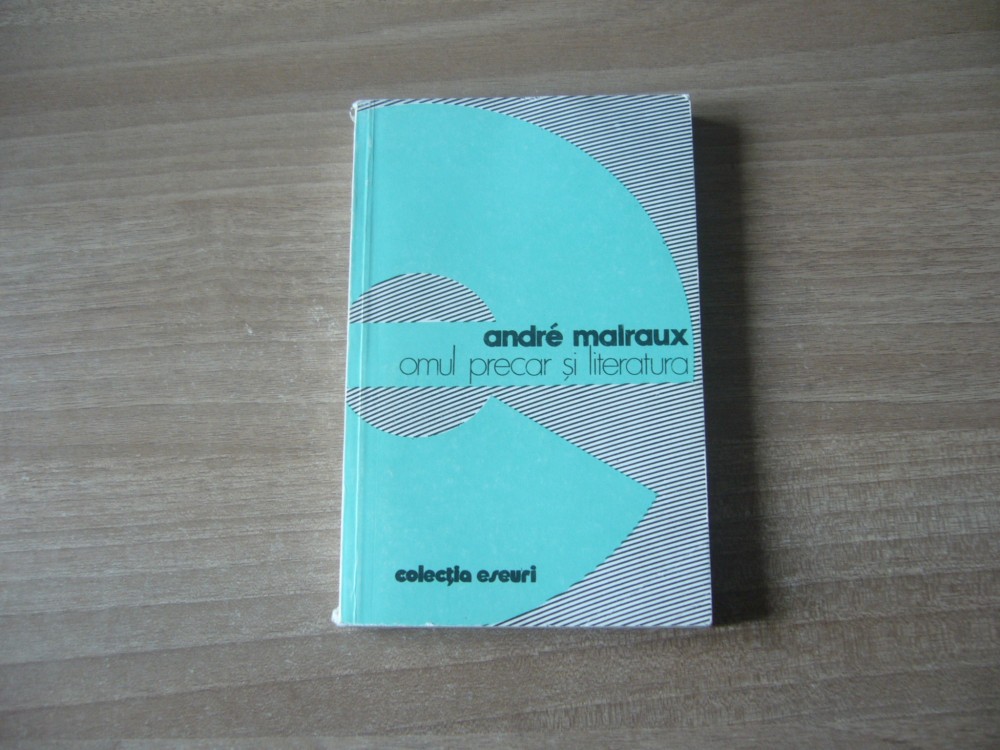 andré malraux
omul precar și literatura
colecția eseuri